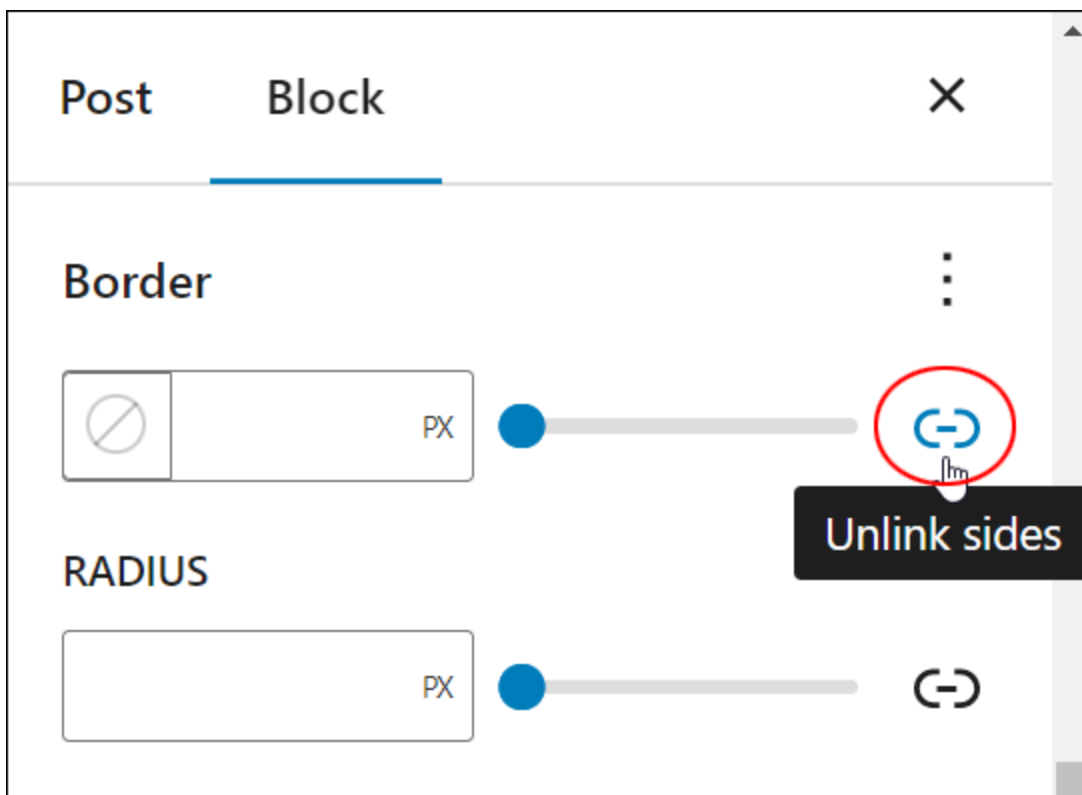 Post Block
Border
PX
Unlink sides
RADIUS
PX